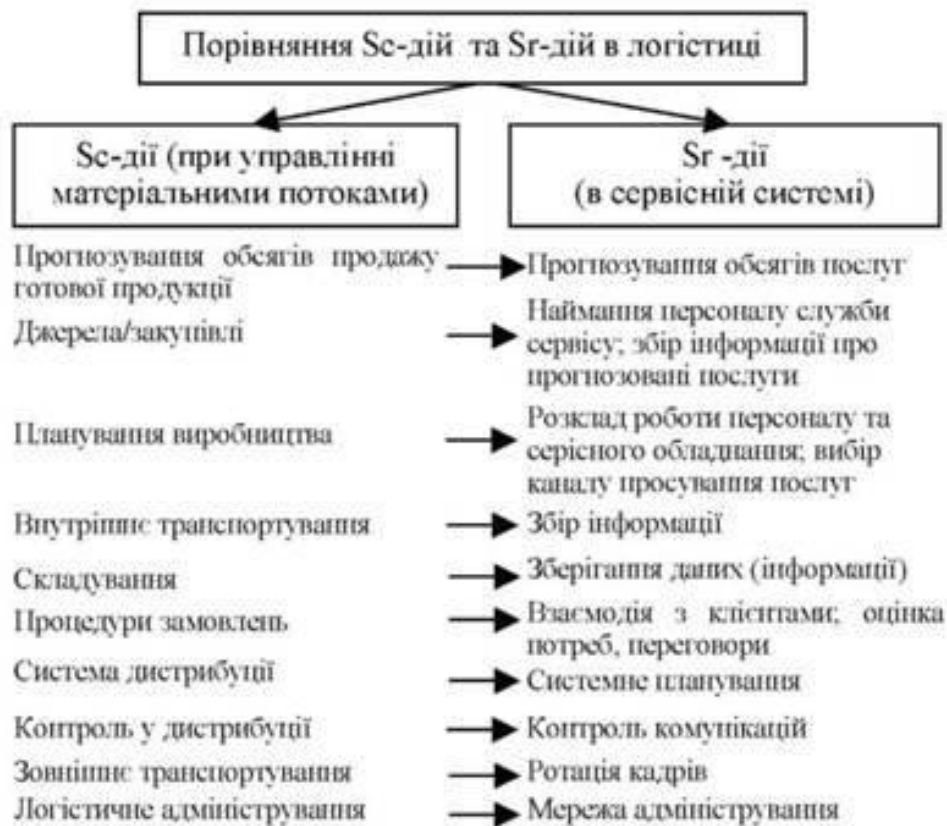 Порівняння Sc-дій та Sr-дій в логістиці
Sc-дії (при управлінні
матеріальними потоками)
Sr -дії
(в сервісній системі)
Прогнозування обсягів продажу
готової продукції
Прогнозування обсягів послуг
Джерела/закупівлі
Наймання персоналу служби
сервісу; збір інформації про
прогнозовані послуги
Планування виробництва
Розклад роботи персоналу та
серісного обладнання; вибір
каналу просування послуг
Внутрішнє транспортування
Збір інформації
Складування
Зберігання даних (інформації)
Процедури замовлень
Взаємодія з клієнтами; оцінка
потреб, переговори
Система дистрибуції
Системне планування
Контроль у дистрибуції
Контроль комунікацій
Зовнішнє транспортування
Ротація кадрів
Логістичне адміністрування
Мережа адміністрування